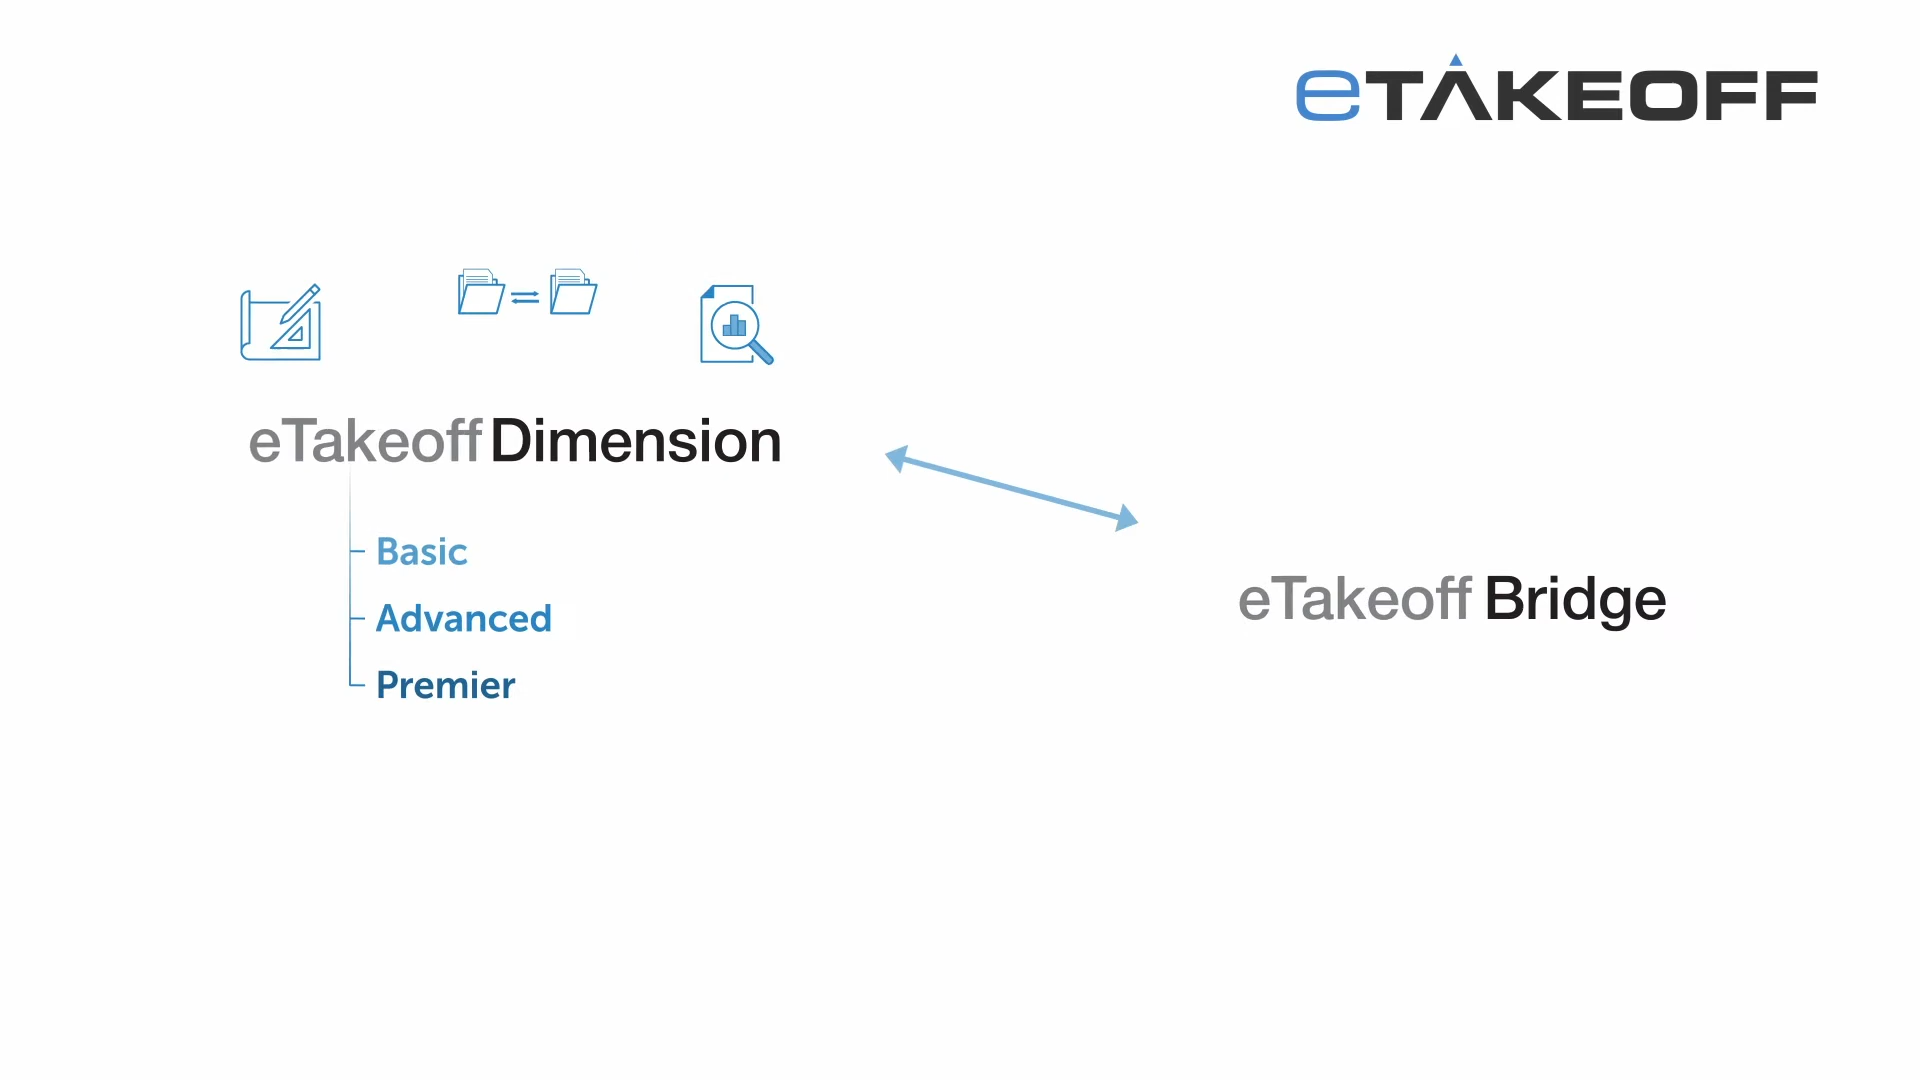 eTAKEOFF
eTakeoff Dimension
Basic
Advanced
Premier
eTakeoff Bridge